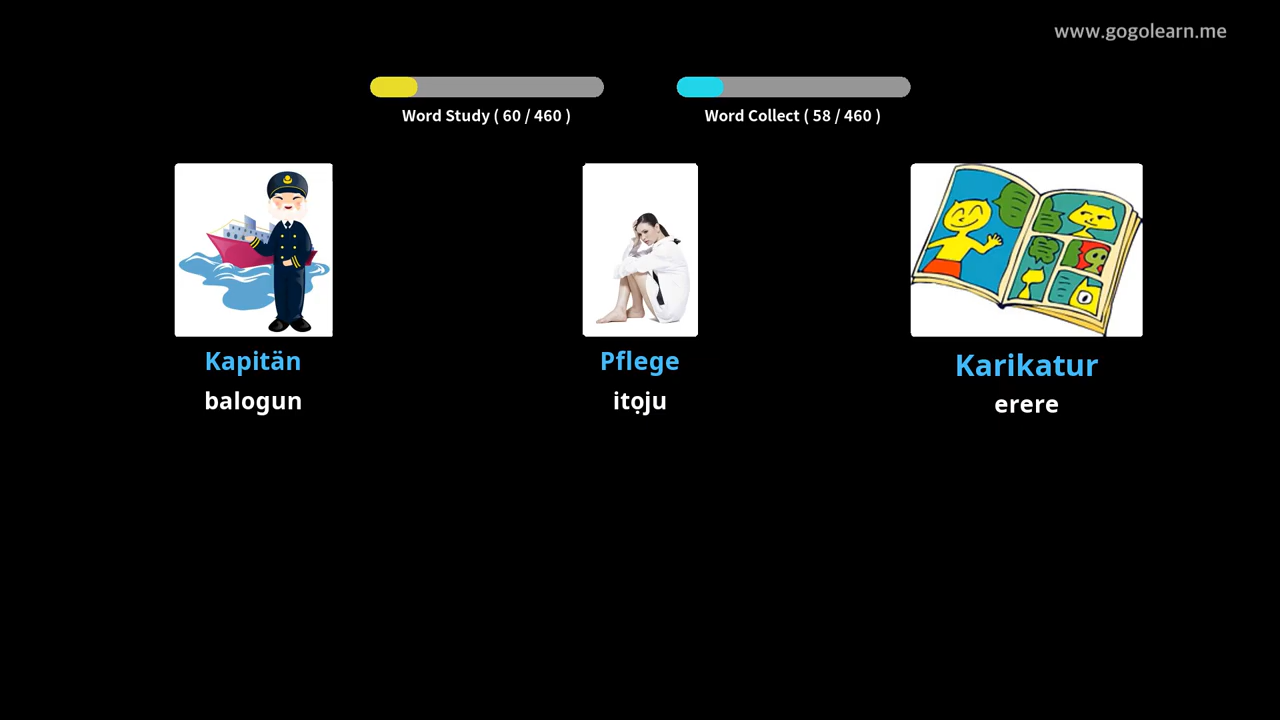 www.gogolearn.me
Word Study ( 60 / 460 )
Word Collect ( 58 / 460 )
Kapitän
balogun
Pflege
itọju
Karikatur
erere